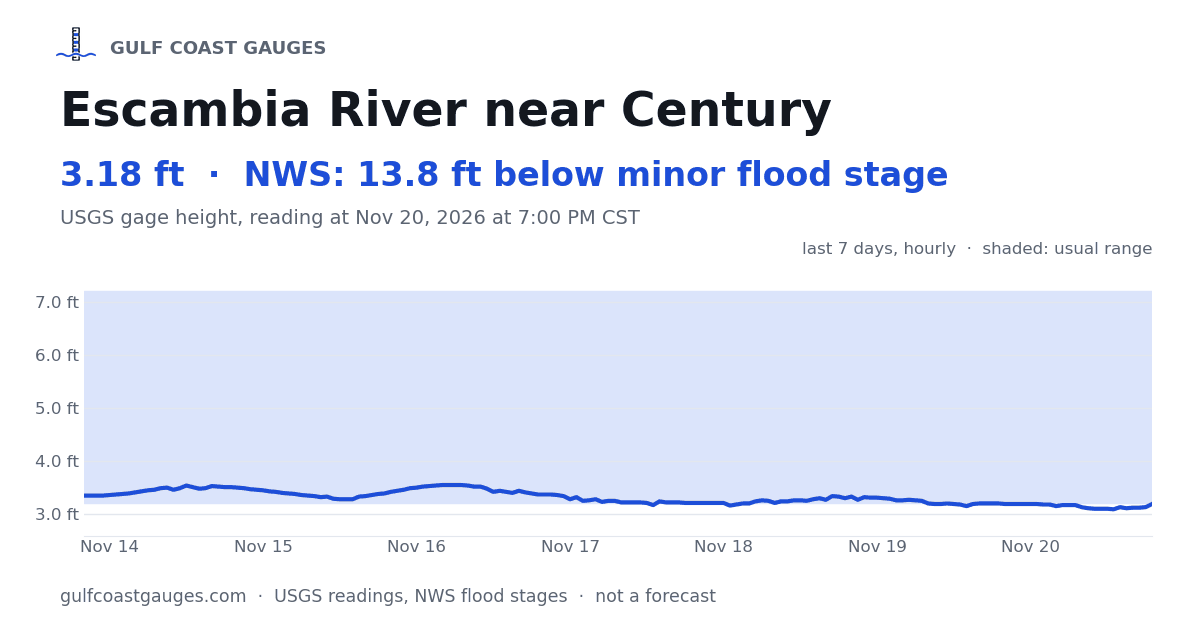 GULF COAST GAUGES
Escambia River near Century
3.18 ft · NWS: 13.8 ft below minor flood stage
USGS gage height, reading at Nov 20, 2026 at 7:00 PM CST
last 7 days, hourly · shaded: usual range
7.0 ft
6.0 ft
5.0 ft
4.0 ft
3.0 ft
Nov 14 Nov 15 Nov 16 Nov 17 Nov 18 Nov 19 Nov 20
gulfcoastgauges.com · USGS readings, NWS flood stages · not a forecast